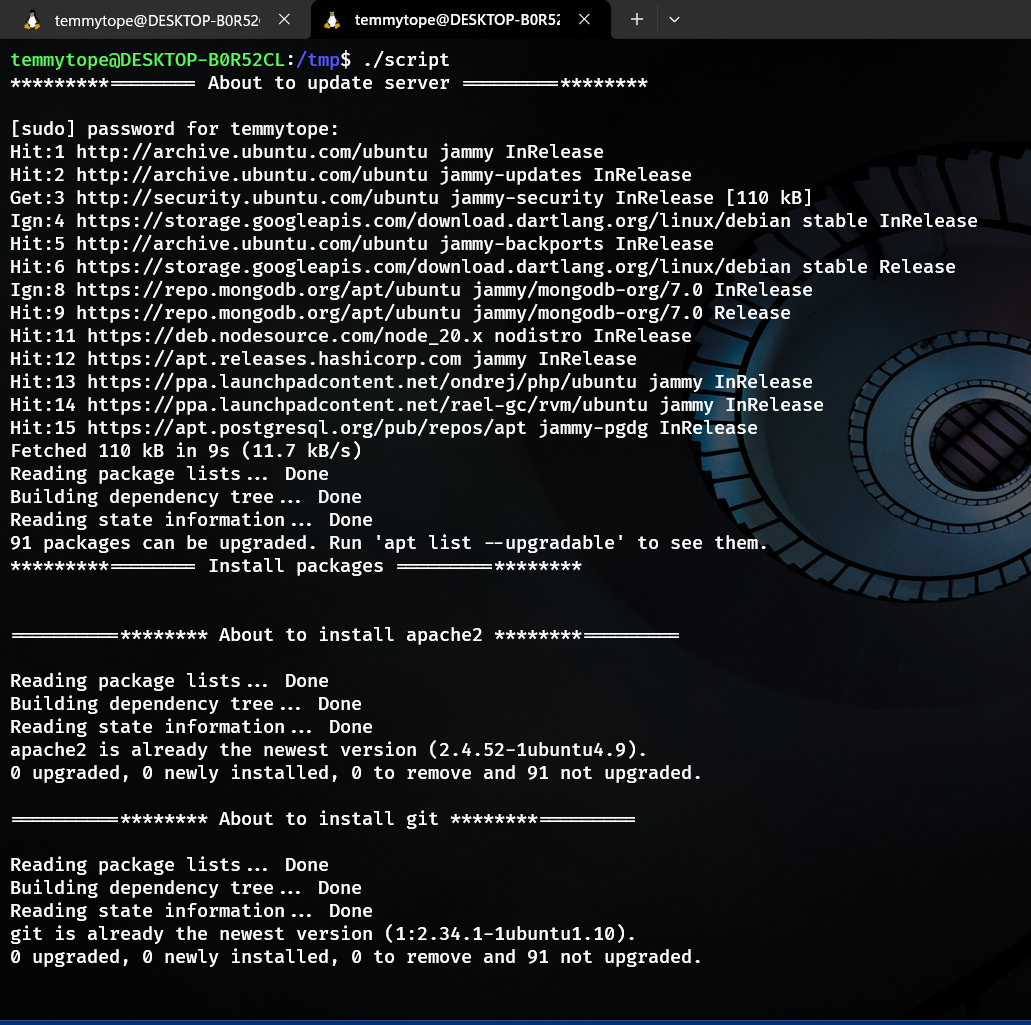 temmytope@DESKTOP-B0R52 temmytope@DESKTOP-B0R52
temmytope@DESKTOP-B0R52CL:/tmp$ ./script
*********======== About to update server =========********
[sudo] password for temmytope:
Hit:1 http://archive.ubuntu.com/ubuntu jammy InRelease
Hit:2 http://archive.ubuntu.com/ubuntu jammy-updates InRelease
Get:3 http://security.ubuntu.com/ubuntu jammy-security InRelease [110 kB]
Ign:4 https://storage.googleapis.com/download.dartlang.org/linux/debian stable InRelease
Hit:5 http://archive.ubuntu.com/ubuntu jammy-backports InRelease
Hit:6 https://storage.googleapis.com/download.dartlang.org/linux/debian stable Release
Ign:8 https://repo.mongodb.org/apt/ubuntu jammy/mongodb-org/7.0 InRelease
Hit:9 https://repo.mongodb.org/apt/ubuntu jammy/mongodb-org/7.0 Release
Hit:11 https://deb.nodesource.com/node_20.x nodistro InRelease
Hit:12 https://apt.releases.hashicorp.com jammy InRelease
Hit:13 https://ppa.launchpadcontent.net/ondrej/php/ubuntu jammy InRelease
Hit:14 https://ppa.launchpadcontent.net/rael-gc/rvm/ubuntu jammy InRelease
Hit:15 https://apt.postgresql.org/pub/repos/apt jammy-pgdg InRelease
Fetched 110 kB in 9s (11.7 kB/s)
Reading package lists... Done
Building dependency tree... Done
Reading state information... Done
91 packages can be upgraded. Run 'apt list --upgradable' to see them.
*********======== Install packages =========********
==========******** About to install apache2 ********=========
Reading package lists... Done
Building dependency tree... Done
Reading state information... Done
apache2 is already the newest version (2.4.52-1ubuntu4.9).
0 upgraded, 0 newly installed, 0 to remove and 91 not upgraded.
==========******** About to install git ********=========
Reading package lists... Done
Building dependency tree... Done
Reading state information... Done
git is already the newest version (1:2.34.1-1ubuntu1.10).
0 upgraded, 0 newly installed, 0 to remove and 91 not upgraded.